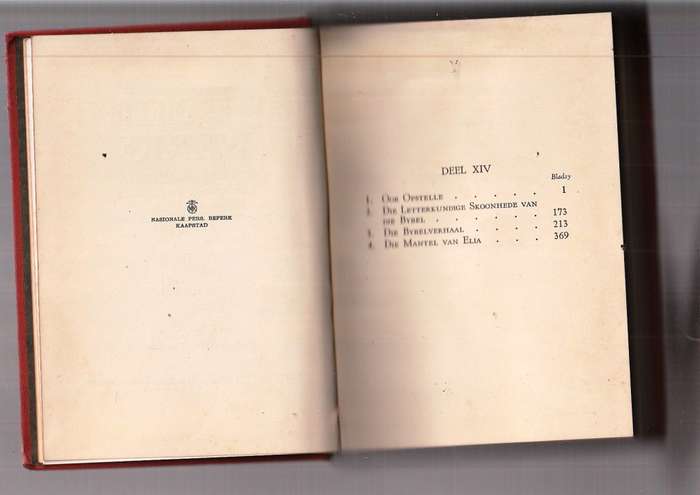 NASIONALE PERS, BEPERK
KAAPSTAD
DEEL XIV
Bladsy
1. Oor Opstelle . . . . . . 1
2. Die Letterkundige Skoonhede van
die Bybel . . . . . . 173
3. Die Bybelverhaal . . . . . 213
4. Die Mantel van Elia . . . . 369